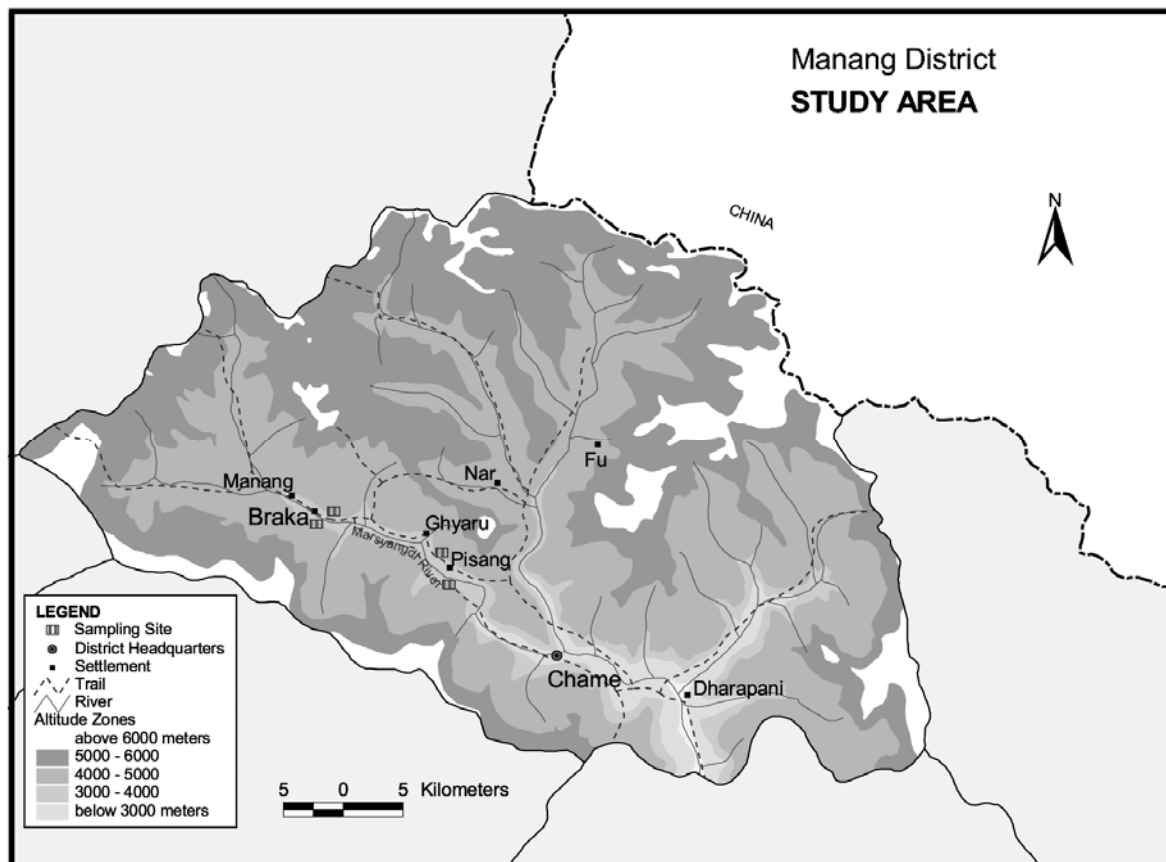 Manang District
STUDY AREA
N
CHINA
Fu
Nar
Manang
Braka
Ghyaru
Marsyangdi River
Pisang
Chame
Dharapani
LEGEND
Sampling Site
District Headquarters
Settlement
Trail
River
Altitude Zones
above 6000 meters
5000 - 6000
4000 - 5000
3000 - 4000
below 3000 meters
5 0 5 Kilometers